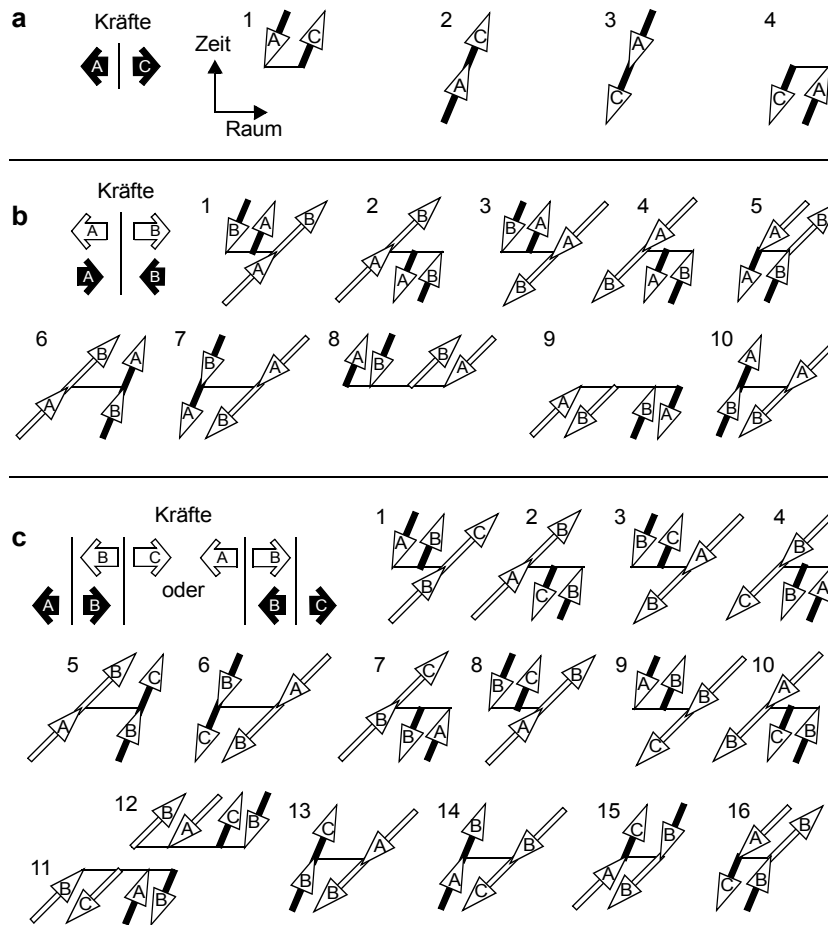 a Kräfte 1 2 3 4
Zeit
A C A C C A
A C
Raum A C C A
Kräfte
b 1 2 3 4 5
A B B A B B B A A A A B
A B A A B A B B A B A B
6 7 8 9 10
B A B A A B B A A
A B A B A B B A B B
Kräfte
c 1 2 3 4
B C A B A B C B B C A B
A B oder B C B A C B B C B A
5 6 7 8 9 10
B C B A C B C B A B B A
A B C B B B A A C B C B
12
B A C B 13 14 15 16
C A B B C B A B
11
B C A B B B A C A B C B